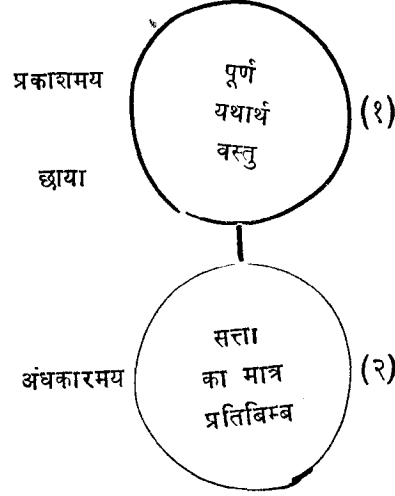 प्रकाशमय
छाया
पूर्ण
यथार्थ
वस्तु
(१)
अंधकारमय
सत्ता
का मात्र
प्रतिबिम्ब
(२)